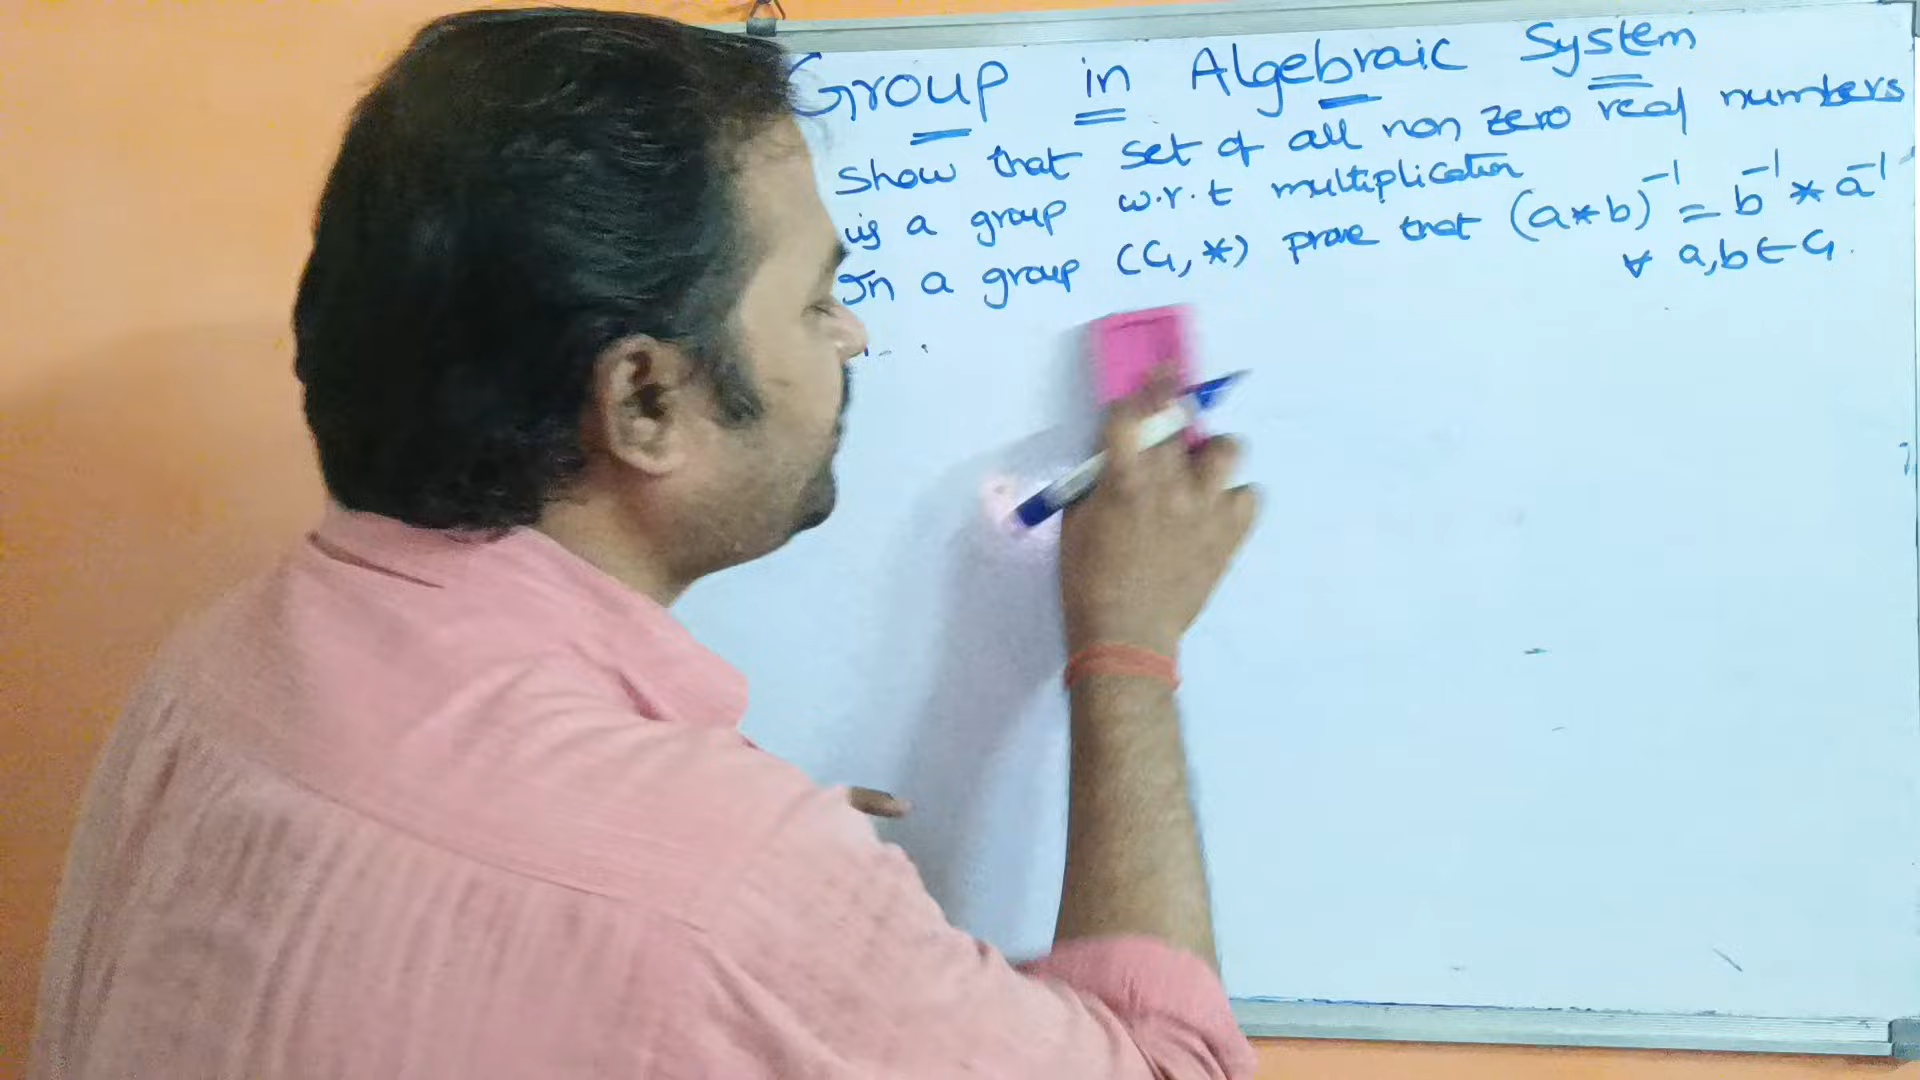 Group in Algebraic System
show that set of all non zero real numbers
is a group w.r.t multiplication
In a group (G,*) prove that (a*b)⁻¹ = b⁻¹ * a⁻¹
∀ a,b ∈ G.